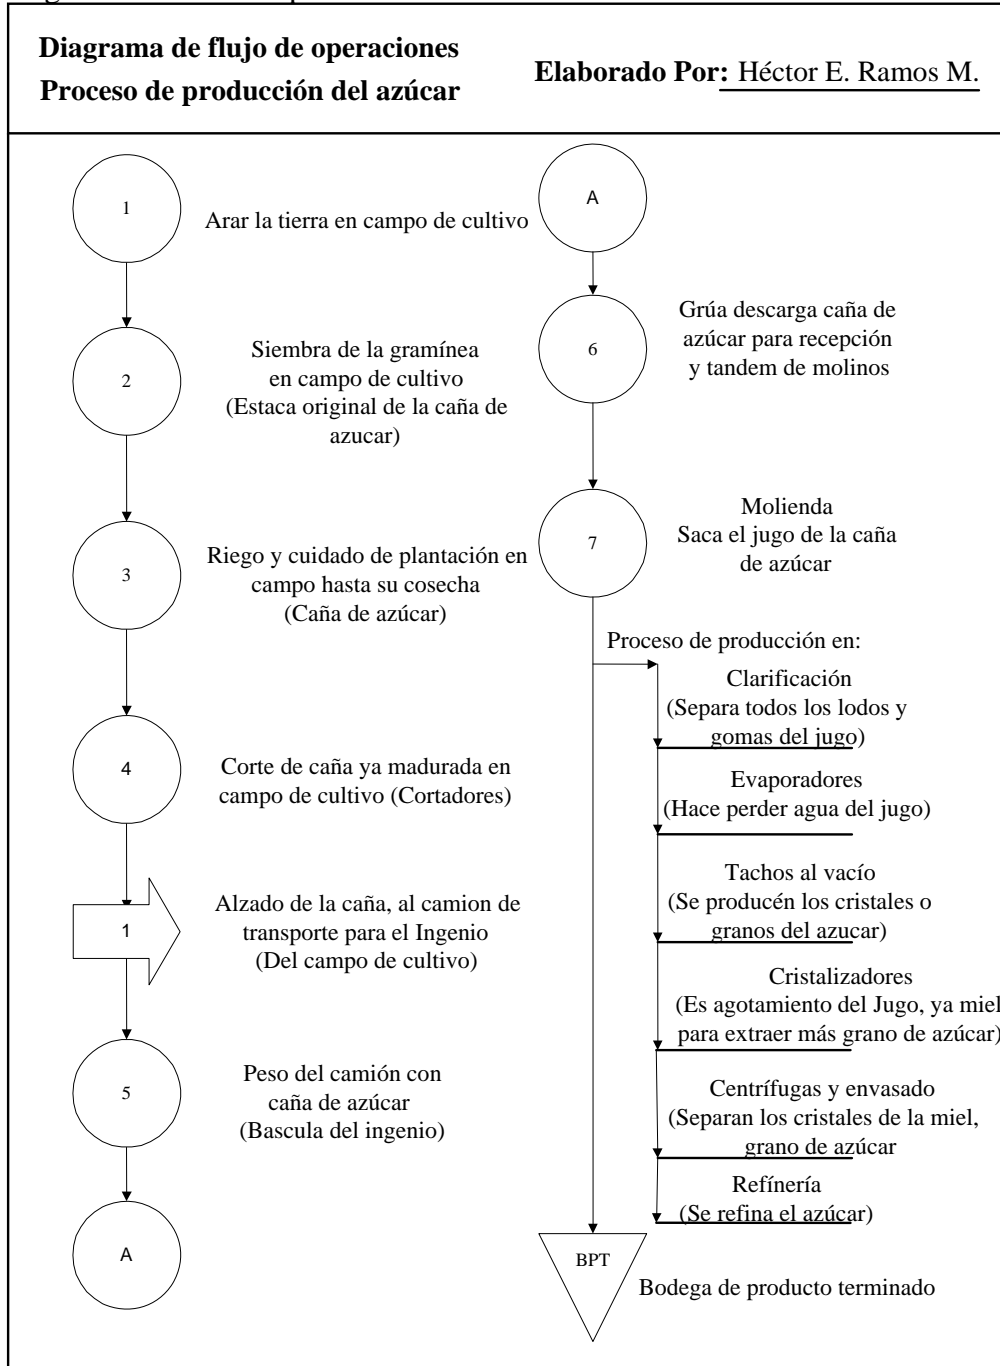 Diagrama de flujo de operaciones
Proceso de producción del azúcar
Elaborado Por: Héctor E. Ramos M.
1
Arar la tierra en campo de cultivo
2
Siembra de la gramínea
en campo de cultivo
(Estaca original de la caña de
azucar)
3
Riego y cuidado de plantación en
campo hasta su cosecha
(Caña de azúcar)
4
Corte de caña ya madurada en
campo de cultivo (Cortadores)
1
Alzado de la caña, al camion de
transporte para el Ingenio
(Del campo de cultivo)
5
Peso del camión con
caña de azúcar
(Bascula del ingenio)
A
A
6
Grúa descarga caña de
azúcar para recepción
y tandem de molinos
7
Molienda
Saca el jugo de la caña
de azúcar
Proceso de producción en:
Clarificación
(Separa todos los lodos y
gomas del jugo)
Evaporadores
(Hace perder agua del jugo)
Tachos al vacío
(Se producén los cristales o
granos del azucar)
Cristalizadores
(Es agotamiento del Jugo, ya miel
para extraer más grano de azúcar)
Centrífugas y envasado
(Separan los cristales de la miel,
grano de azúcar
Refínería
(Se refina el azúcar)
BPT
Bodega de producto terminado